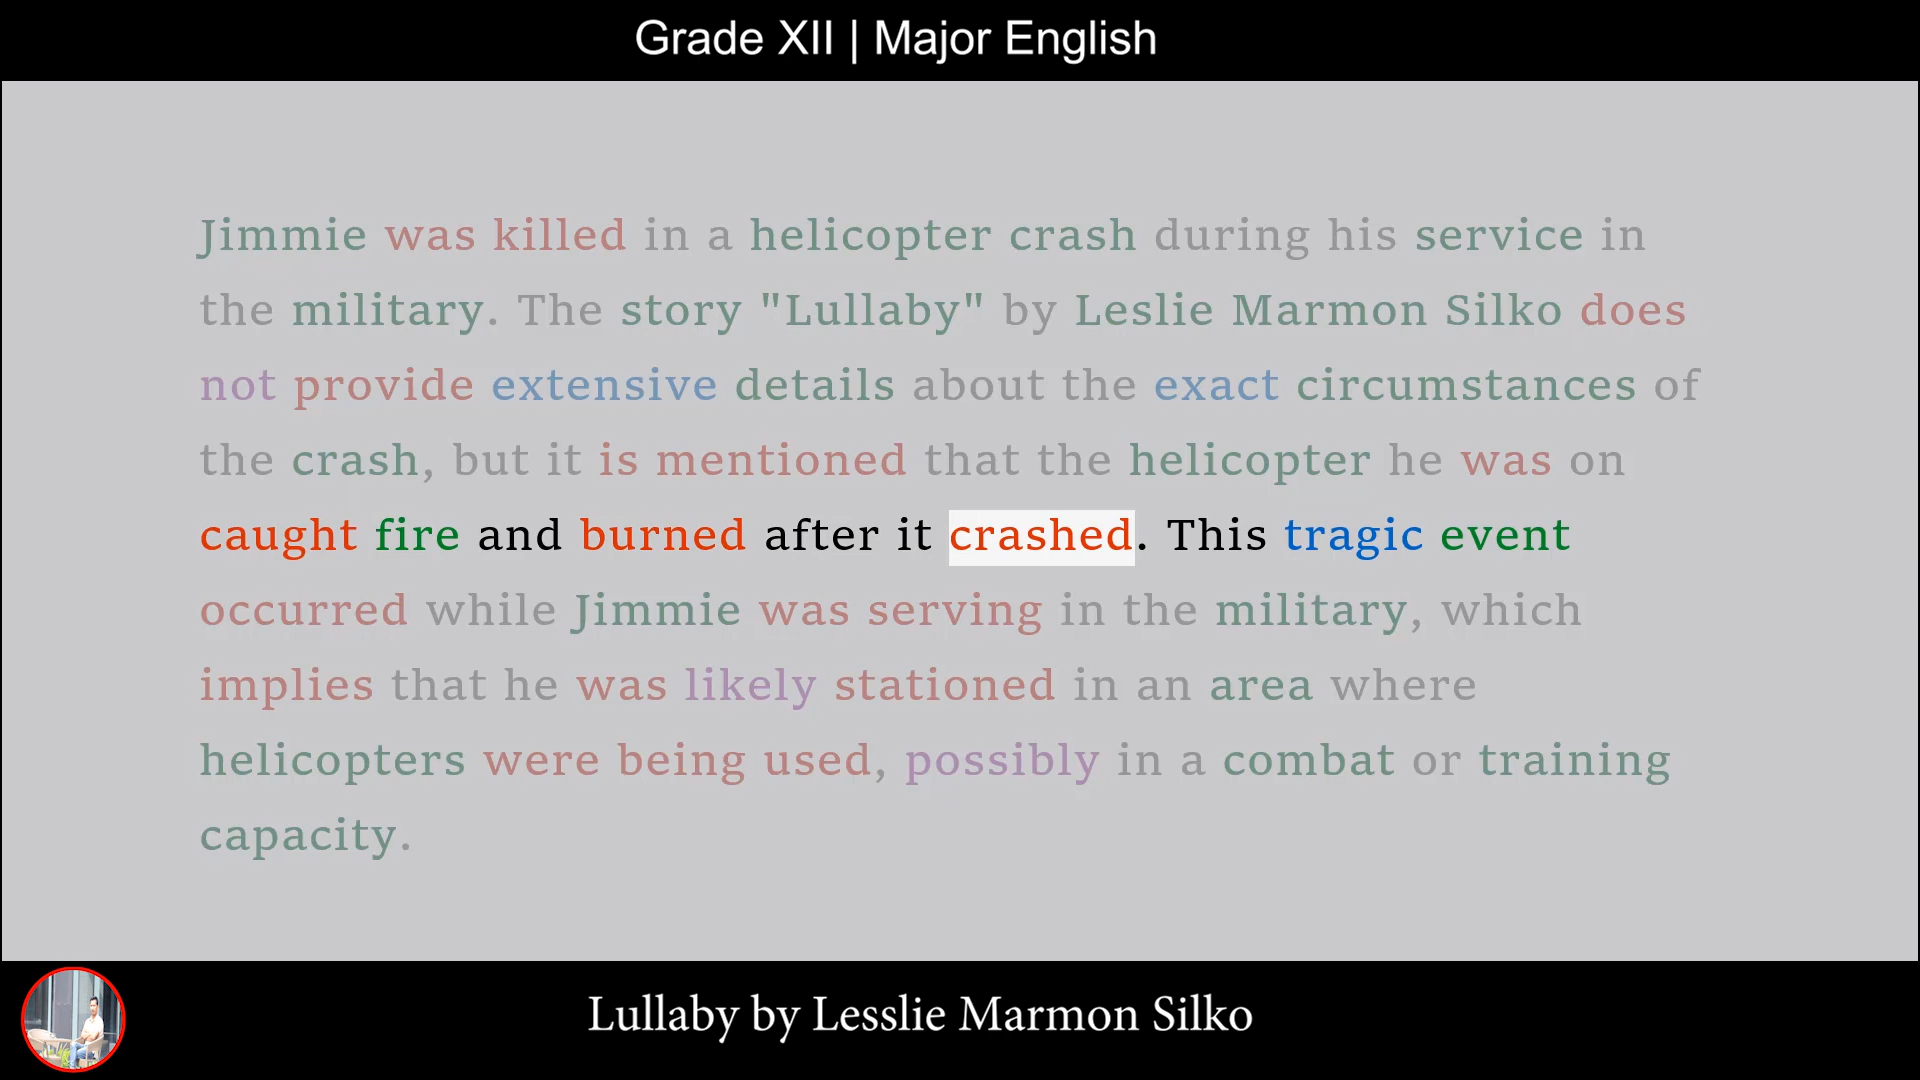 Grade XII | Major English
Jimmie was killed in a helicopter crash during his service in
the military. The story "Lullaby" by Leslie Marmon Silko does
not provide extensive details about the exact circumstances of
the crash, but it is mentioned that the helicopter he was on
caught fire and burned after it crashed. This tragic event
occurred while Jimmie was serving in the military, which
implies that he was likely stationed in an area where
helicopters were being used, possibly in a combat or training
capacity.
Lullaby by Lesslie Marmon Silko